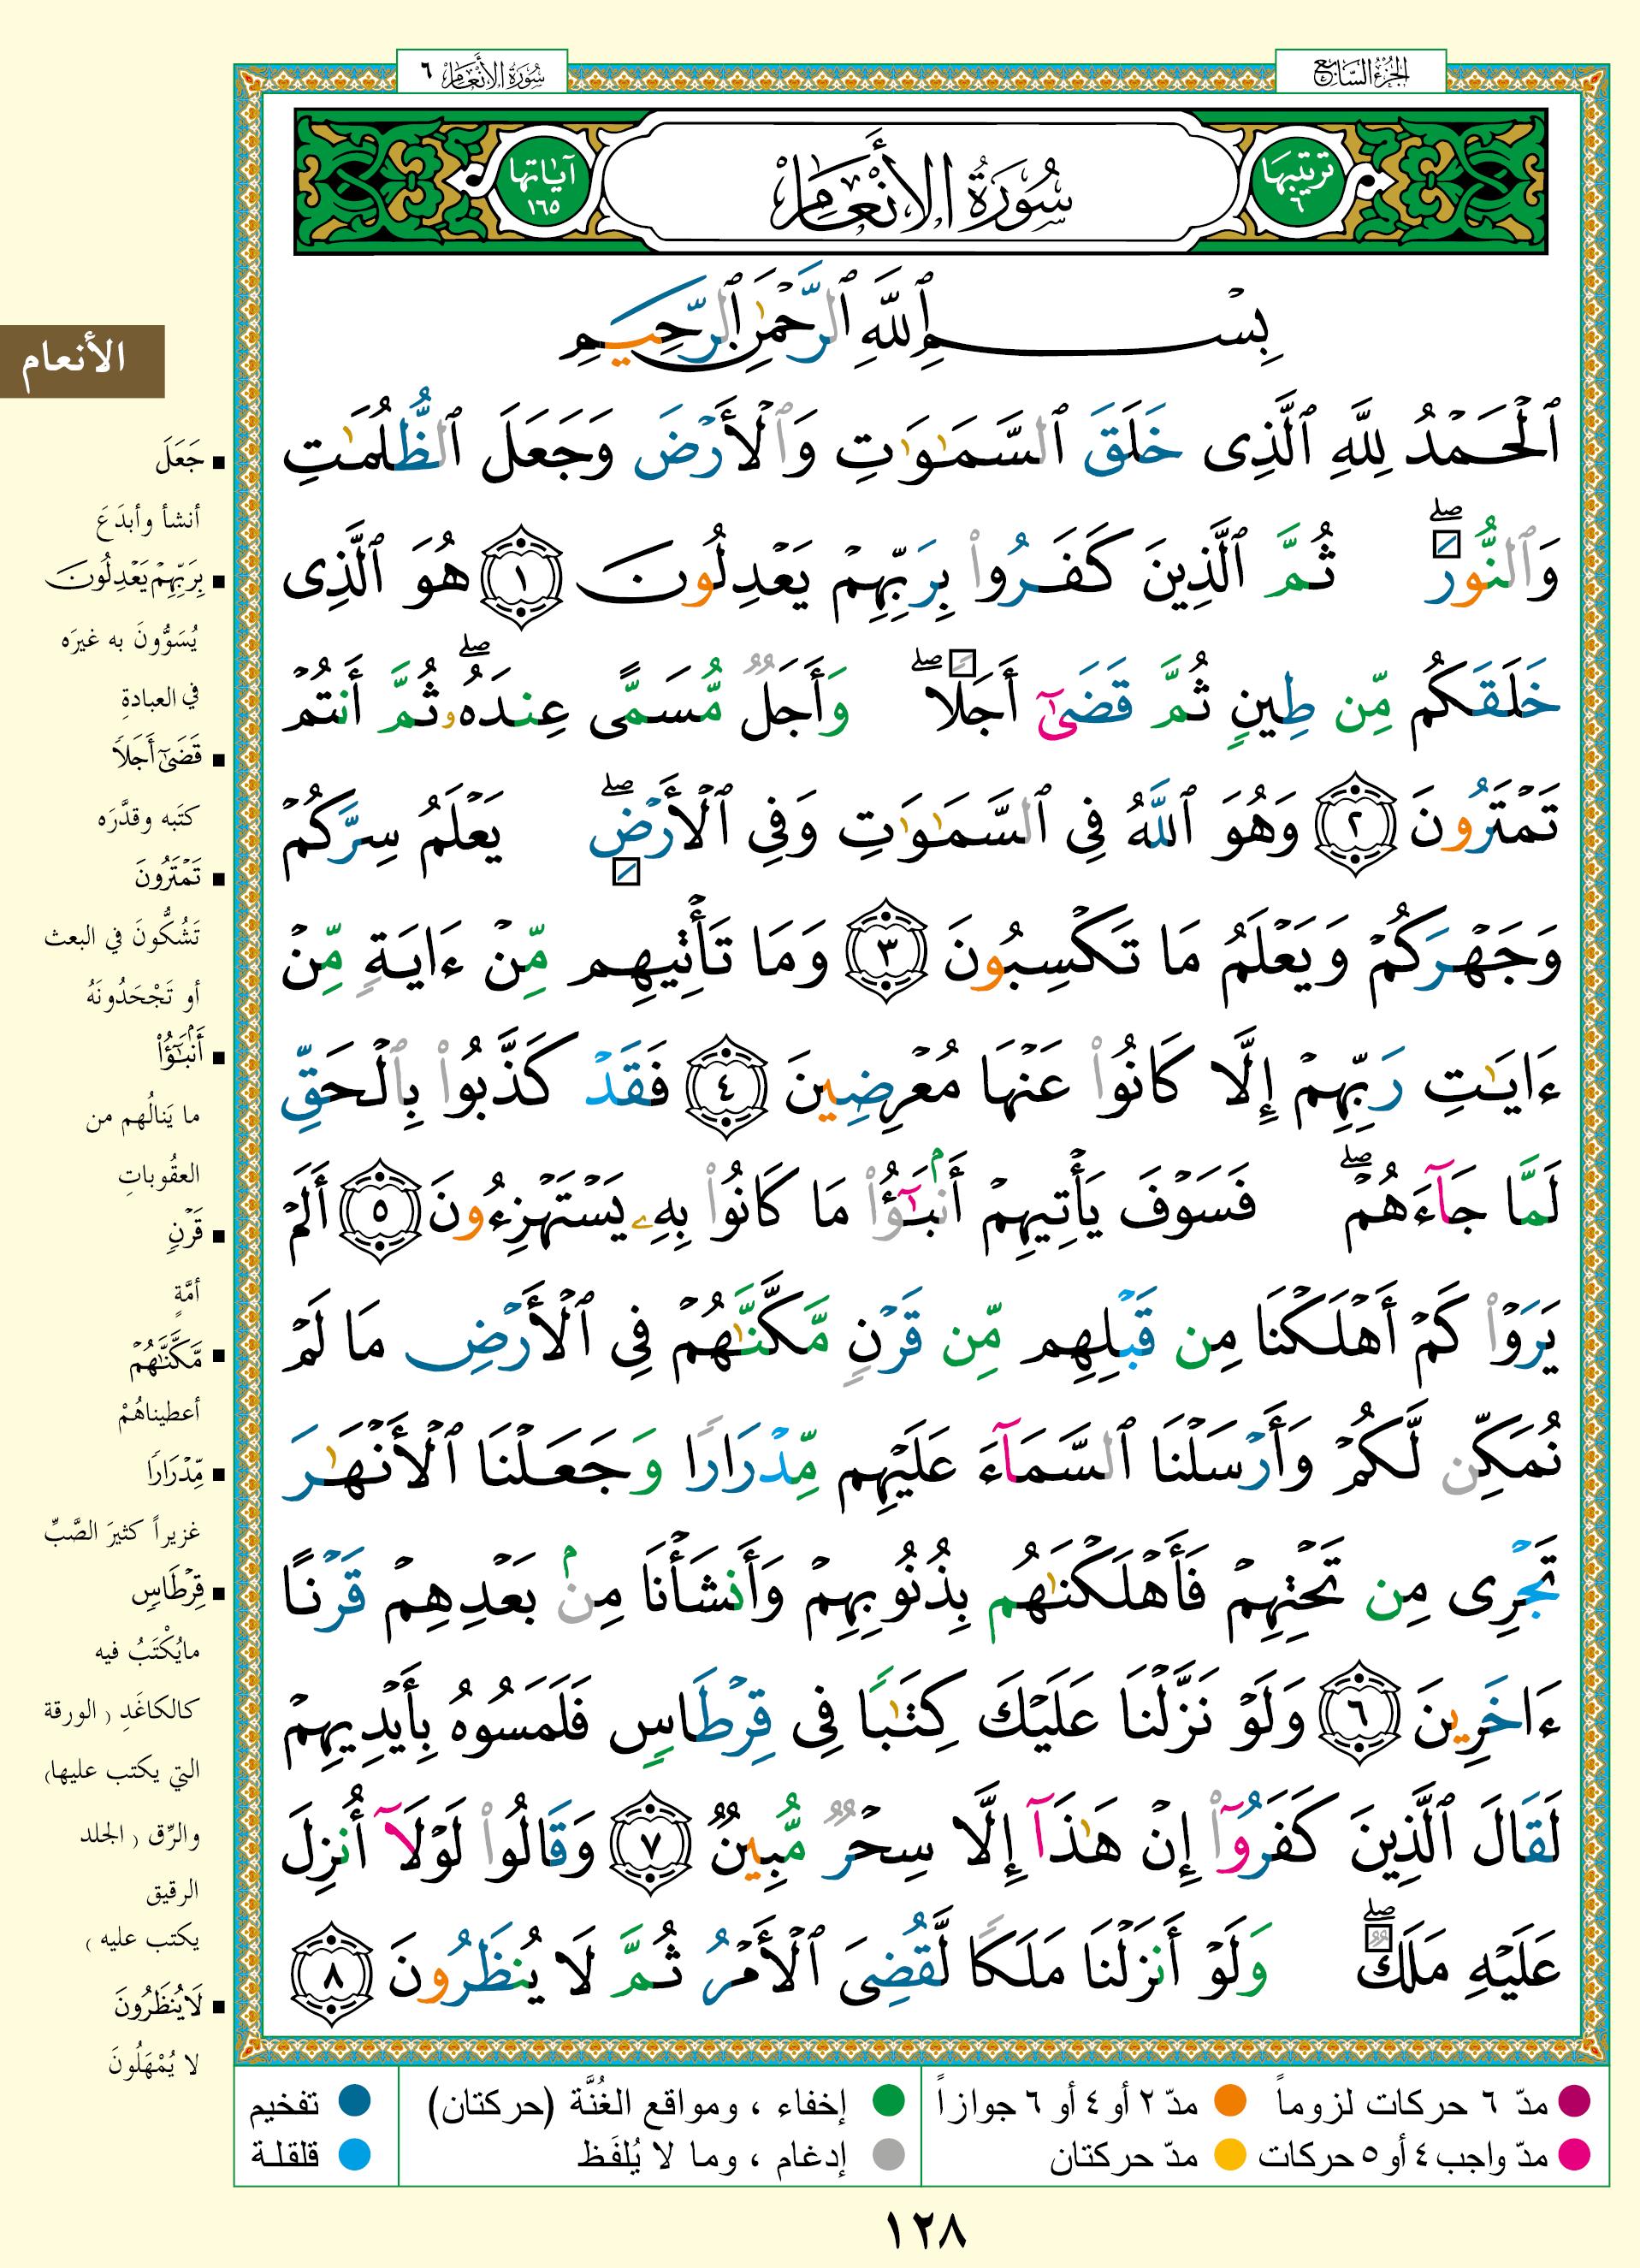 الجزء السابع
سورة الأنعام ٦
ترتيبها ٦
سُورَةُ الأَنْعَامِ
آياتها ١٦٥
بِسْمِ ٱللَّهِ ٱلرَّحْمَٰنِ ٱلرَّحِيمِ
ٱلْحَمْدُ لِلَّهِ ٱلَّذِى خَلَقَ ٱلسَّمَٰوَٰتِ وَٱلْأَرْضَ وَجَعَلَ ٱلظُّلُمَٰتِ
وَٱلنُّورَ ۖ ثُمَّ ٱلَّذِينَ كَفَرُوا۟ بِرَبِّهِمْ يَعْدِلُونَ ١ هُوَ ٱلَّذِى
خَلَقَكُم مِّن طِينٍ ثُمَّ قَضَىٰٓ أَجَلًا ۖ وَأَجَلٌ مُّسَمًّى عِندَهُۥ ۖ ثُمَّ أَنتُمْ
تَمْتَرُونَ ٢ وَهُوَ ٱللَّهُ فِى ٱلسَّمَٰوَٰتِ وَفِى ٱلْأَرْضِ ۖ يَعْلَمُ سِرَّكُمْ
وَجَهْرَكُمْ وَيَعْلَمُ مَا تَكْسِبُونَ ٣ وَمَا تَأْتِيهِم مِّنْ ءَايَةٍ مِّنْ
ءَايَٰتِ رَبِّهِمْ إِلَّا كَانُوا۟ عَنْهَا مُعْرِضِينَ ٤ فَقَدْ كَذَّبُوا۟ بِٱلْحَقِّ
لَمَّا جَآءَهُمْ ۖ فَسَوْفَ يَأْتِيهِمْ أَنۢبَٰٓؤُا۟ مَا كَانُوا۟ بِهِۦ يَسْتَهْزِءُونَ ٥ أَلَمْ
يَرَوْا۟ كَمْ أَهْلَكْنَا مِن قَبْلِهِم مِّن قَرْنٍ مَّكَّنَّٰهُمْ فِى ٱلْأَرْضِ مَا لَمْ
نُمَكِّن لَّكُمْ وَأَرْسَلْنَا ٱلسَّمَآءَ عَلَيْهِم مِّدْرَارًا وَجَعَلْنَا ٱلْأَنْهَٰرَ
تَجْرِى مِن تَحْتِهِمْ فَأَهْلَكْنَٰهُم بِذُنُوبِهِمْ وَأَنشَأْنَا مِنۢ بَعْدِهِمْ قَرْنًا
ءَاخَرِينَ ٦ وَلَوْ نَزَّلْنَا عَلَيْكَ كِتَٰبًا فِى قِرْطَاسٍ فَلَمَسُوهُ بِأَيْدِيهِمْ
لَقَالَ ٱلَّذِينَ كَفَرُوٓا۟ إِنْ هَٰذَآ إِلَّا سِحْرٌ مُّبِينٌ ٧ وَقَالُوا۟ لَوْلَآ أُنزِلَ
عَلَيْهِ مَلَكٌ ۖ وَلَوْ أَنزَلْنَا مَلَكًا لَّقُضِىَ ٱلْأَمْرُ ثُمَّ لَا يُنظَرُونَ ٨
الأنعام
■ جَعَلَ
أنشأ وأبدَعَ
■ بِرَبِّهِمْ يَعْدِلُونَ
يُسَوُّونَ به غيرَه
في العبادةِ
■ قَضَىٰٓ أَجَلًا
كتَبه وقدَّرَه
■ تَمْتَرُونَ
تَشُكُّونَ في البعث
أو تَجْحَدُونَهُ
■ أَنۢبَٰٓؤُا۟
ما يَنالُهم من
العقُوباتِ
■ قَرْنٍ
أمَّةٍ
■ مَّكَّنَّٰهُمْ
أعطيناهُمْ
■ مِّدْرَارًا
غزيراً كثيرَ الصَّبِّ
■ قِرْطَاسٍ
مايُكْتَبُ فيه
كالكاغَدِ ( الورقة
التي يكتب عليها)
والرِّق ( الجلد
الرقيق
يكتب عليه )
■ لَا يُنظَرُونَ
لا يُمْهَلُونَ
مدّ ٦ حركات لزوماً
مدّ ٢ أو ٤ أو ٦ جوازاً
إخفاء ، ومواقع الغُنَّة (حركتان)
تفخيم
مدّ واجب ٤ أو ٥ حركات
مدّ حركتان
إدغام ، وما لا يُلفَظ
قلقلة
١٢٨